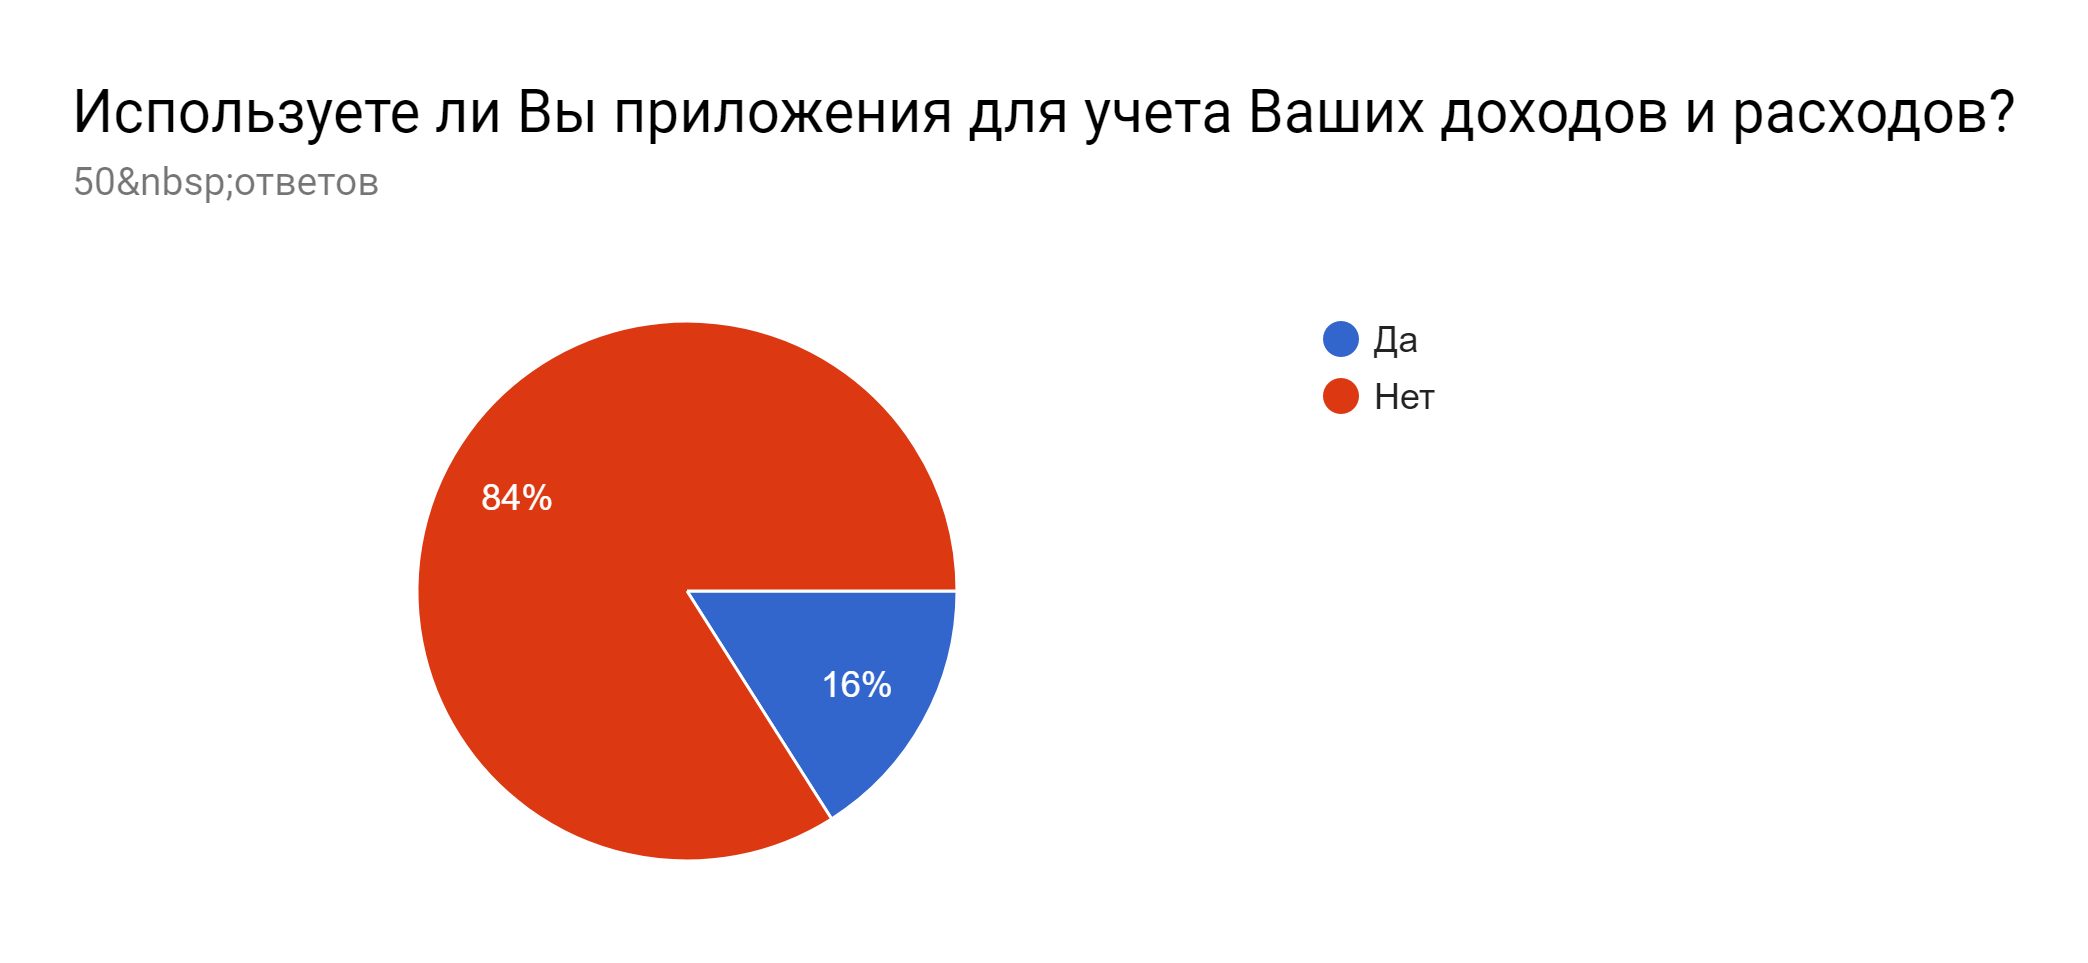 Используете ли Вы приложения для учета Ваших доходов и расходов?
50&nbsp;ответов
Да
Нет
84%
16%